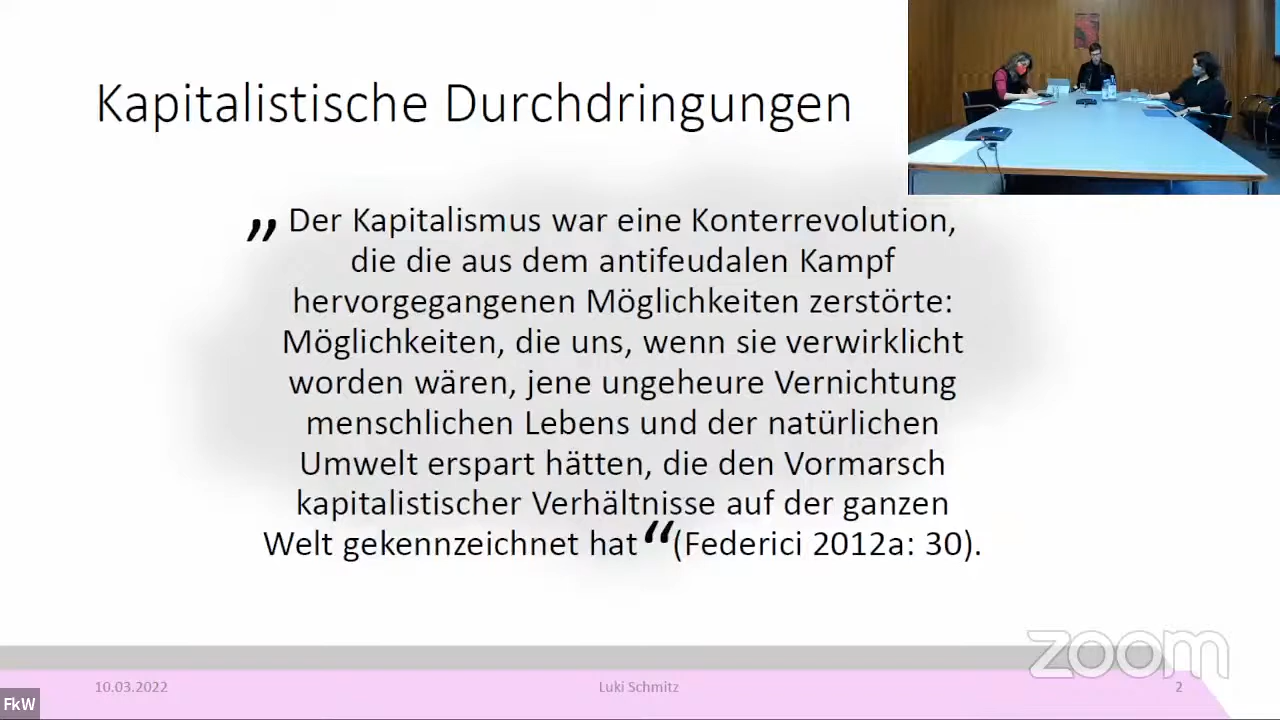 Kapitalistische Durchdringungen
„ Der Kapitalismus war eine Konterrevolution,
die die aus dem antifeudalen Kampf
hervorgegangenen Möglichkeiten zerstörte:
Möglichkeiten, die uns, wenn sie verwirklicht
worden wären, jene ungeheure Vernichtung
menschlichen Lebens und der natürlichen
Umwelt erspart hätten, die den Vormarsch
kapitalistischer Verhältnisse auf der ganzen
Welt gekennzeichnet hat “ (Federici 2012a: 30).
zoom
10.03.2022
Luki Schmitz
2
FkW